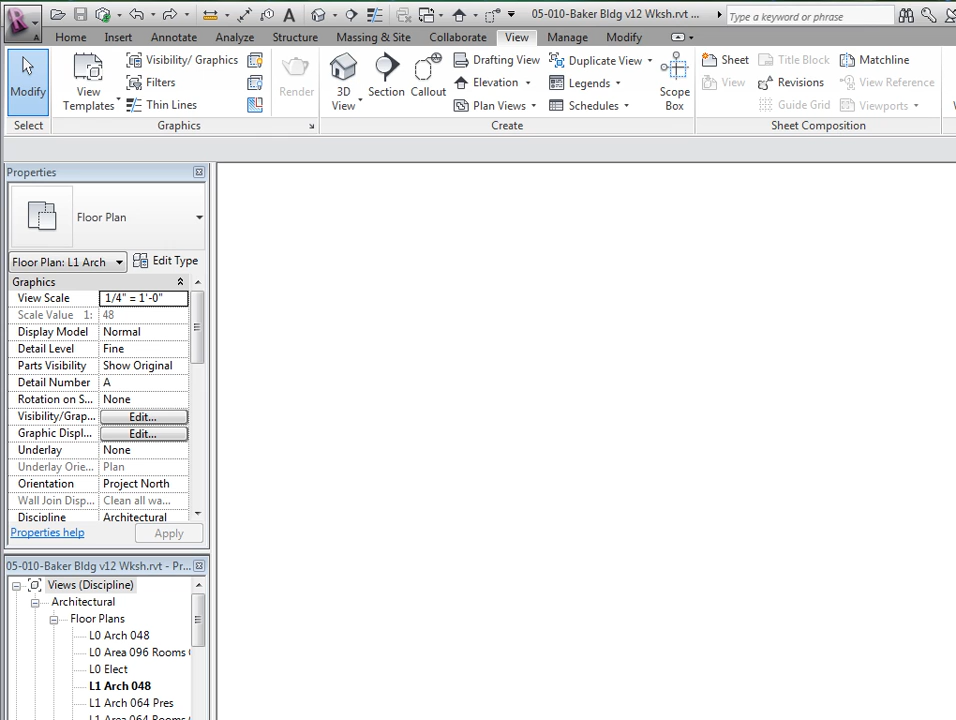 05-010-Baker Bldg v12 Wksh.rvt ...
Type a keyword or phrase
Home Insert Annotate Analyze Structure Massing & Site Collaborate View Manage Modify
Modify
View Templates
Visibility/ Graphics
Filters
Thin Lines
Render
3D View
Section
Callout
Drafting View
Elevation
Plan Views
Duplicate View
Legends
Schedules
Scope Box
Sheet
View
Title Block
Revisions
Guide Grid
Matchline
View Reference
Viewports
Select Graphics Create Sheet Composition
Properties
Floor Plan
Floor Plan: L1 Arch Edit Type
Graphics
View Scale 1/4" = 1'-0"
Scale Value 1: 48
Display Model Normal
Detail Level Fine
Parts Visibility Show Original
Detail Number A
Rotation on S... None
Visibility/Grap... Edit...
Graphic Displ... Edit...
Underlay None
Underlay Orie... Plan
Orientation Project North
Wall Join Disp... Clean all wa...
Discipline Architectural
Properties help Apply
05-010-Baker Bldg v12 Wksh.rvt - Pr...
Views (Discipline)
Architectural
Floor Plans
L0 Arch 048
L0 Area 096 Rooms
L0 Elect
L1 Arch 048
L1 Arch 064 Pres
L1 Area 064 Rooms